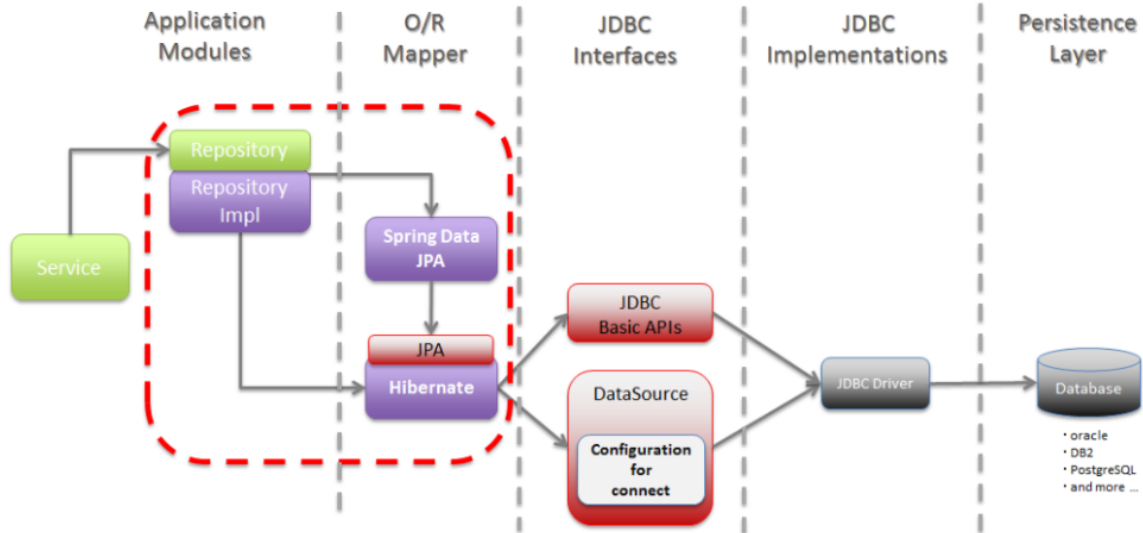 Application
Modules
O/R
Mapper
JDBC
Interfaces
JDBC
Implementations
Persistence
Layer
Repository
Repository
Impl
Service
Spring Data
JPA
JPA
Hibernate
JDBC
Basic APIs
DataSource
Configuration
for
connect
JDBC Driver
Database
・oracle
・DB2
・PostgreSQL
・and more ...